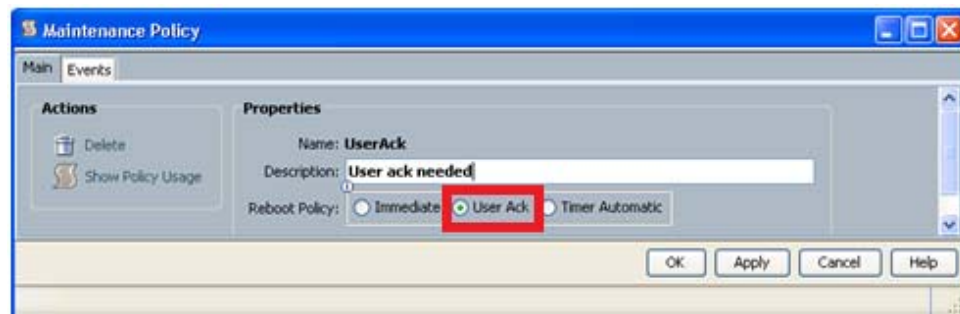 Maintenance Policy
Main Events
Actions
Delete
Show Policy Usage
Properties
Name: UserAck
Description: User ack needed
Reboot Policy: Immediate User Ack Timer Automatic
OK Apply Cancel Help